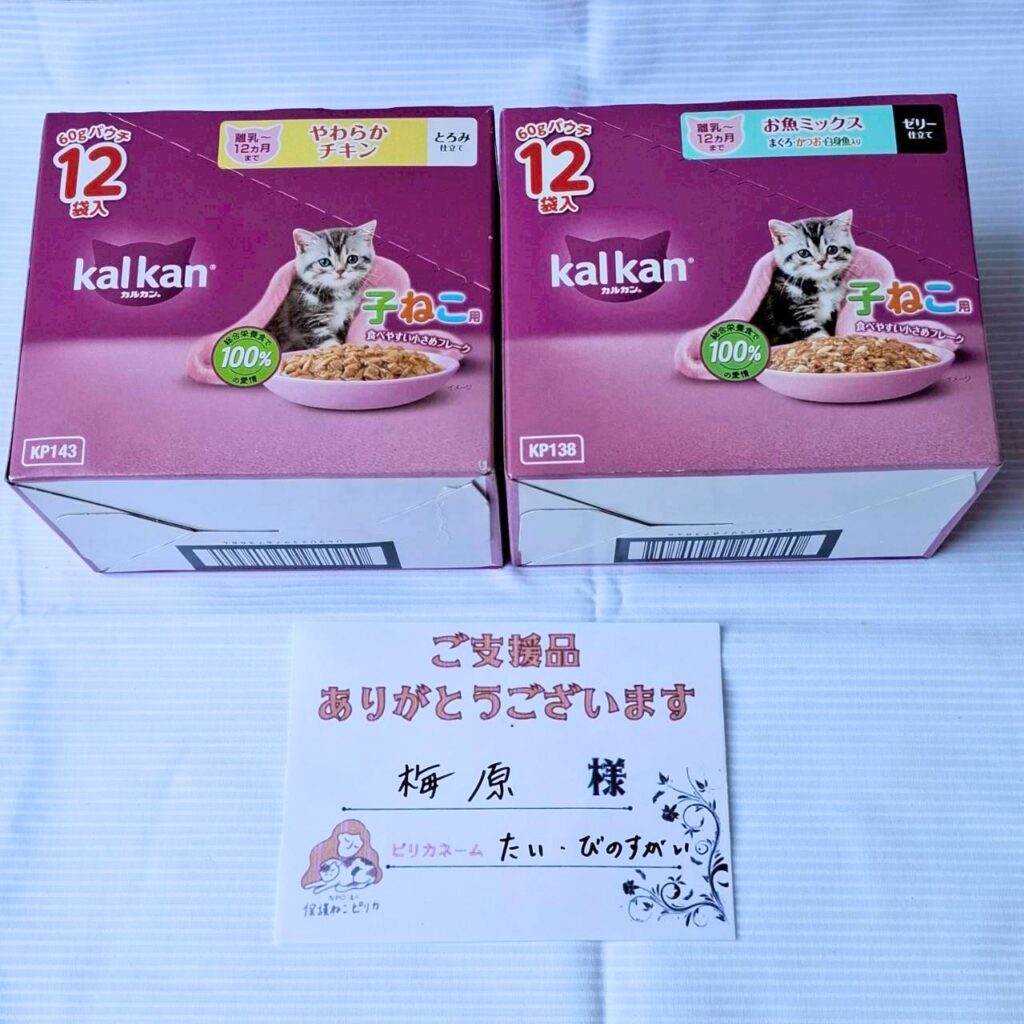 60gパウチ
12
袋入
離乳〜
12カ月
まで
やわらか
チキン
とろみ
仕立て
kal kan®
カルカン®
子ねこ用
食べやすい小さめフレーク
総合栄養食で
100%
の愛情
イメージ
KP143
60gパウチ
12
袋入
離乳〜
12カ月
まで
お魚ミックス
まぐろ・かつお・白身魚入り
ゼリー
仕立て
kal kan®
カルカン®
子ねこ用
食べやすい小さめフレーク
総合栄養食で
100%
の愛情
イメージ
KP138
ご支援品
ありがとうございます
梅原 様
ピリカネーム たい・びのすがい
NPO法人
保護ねこピリカ